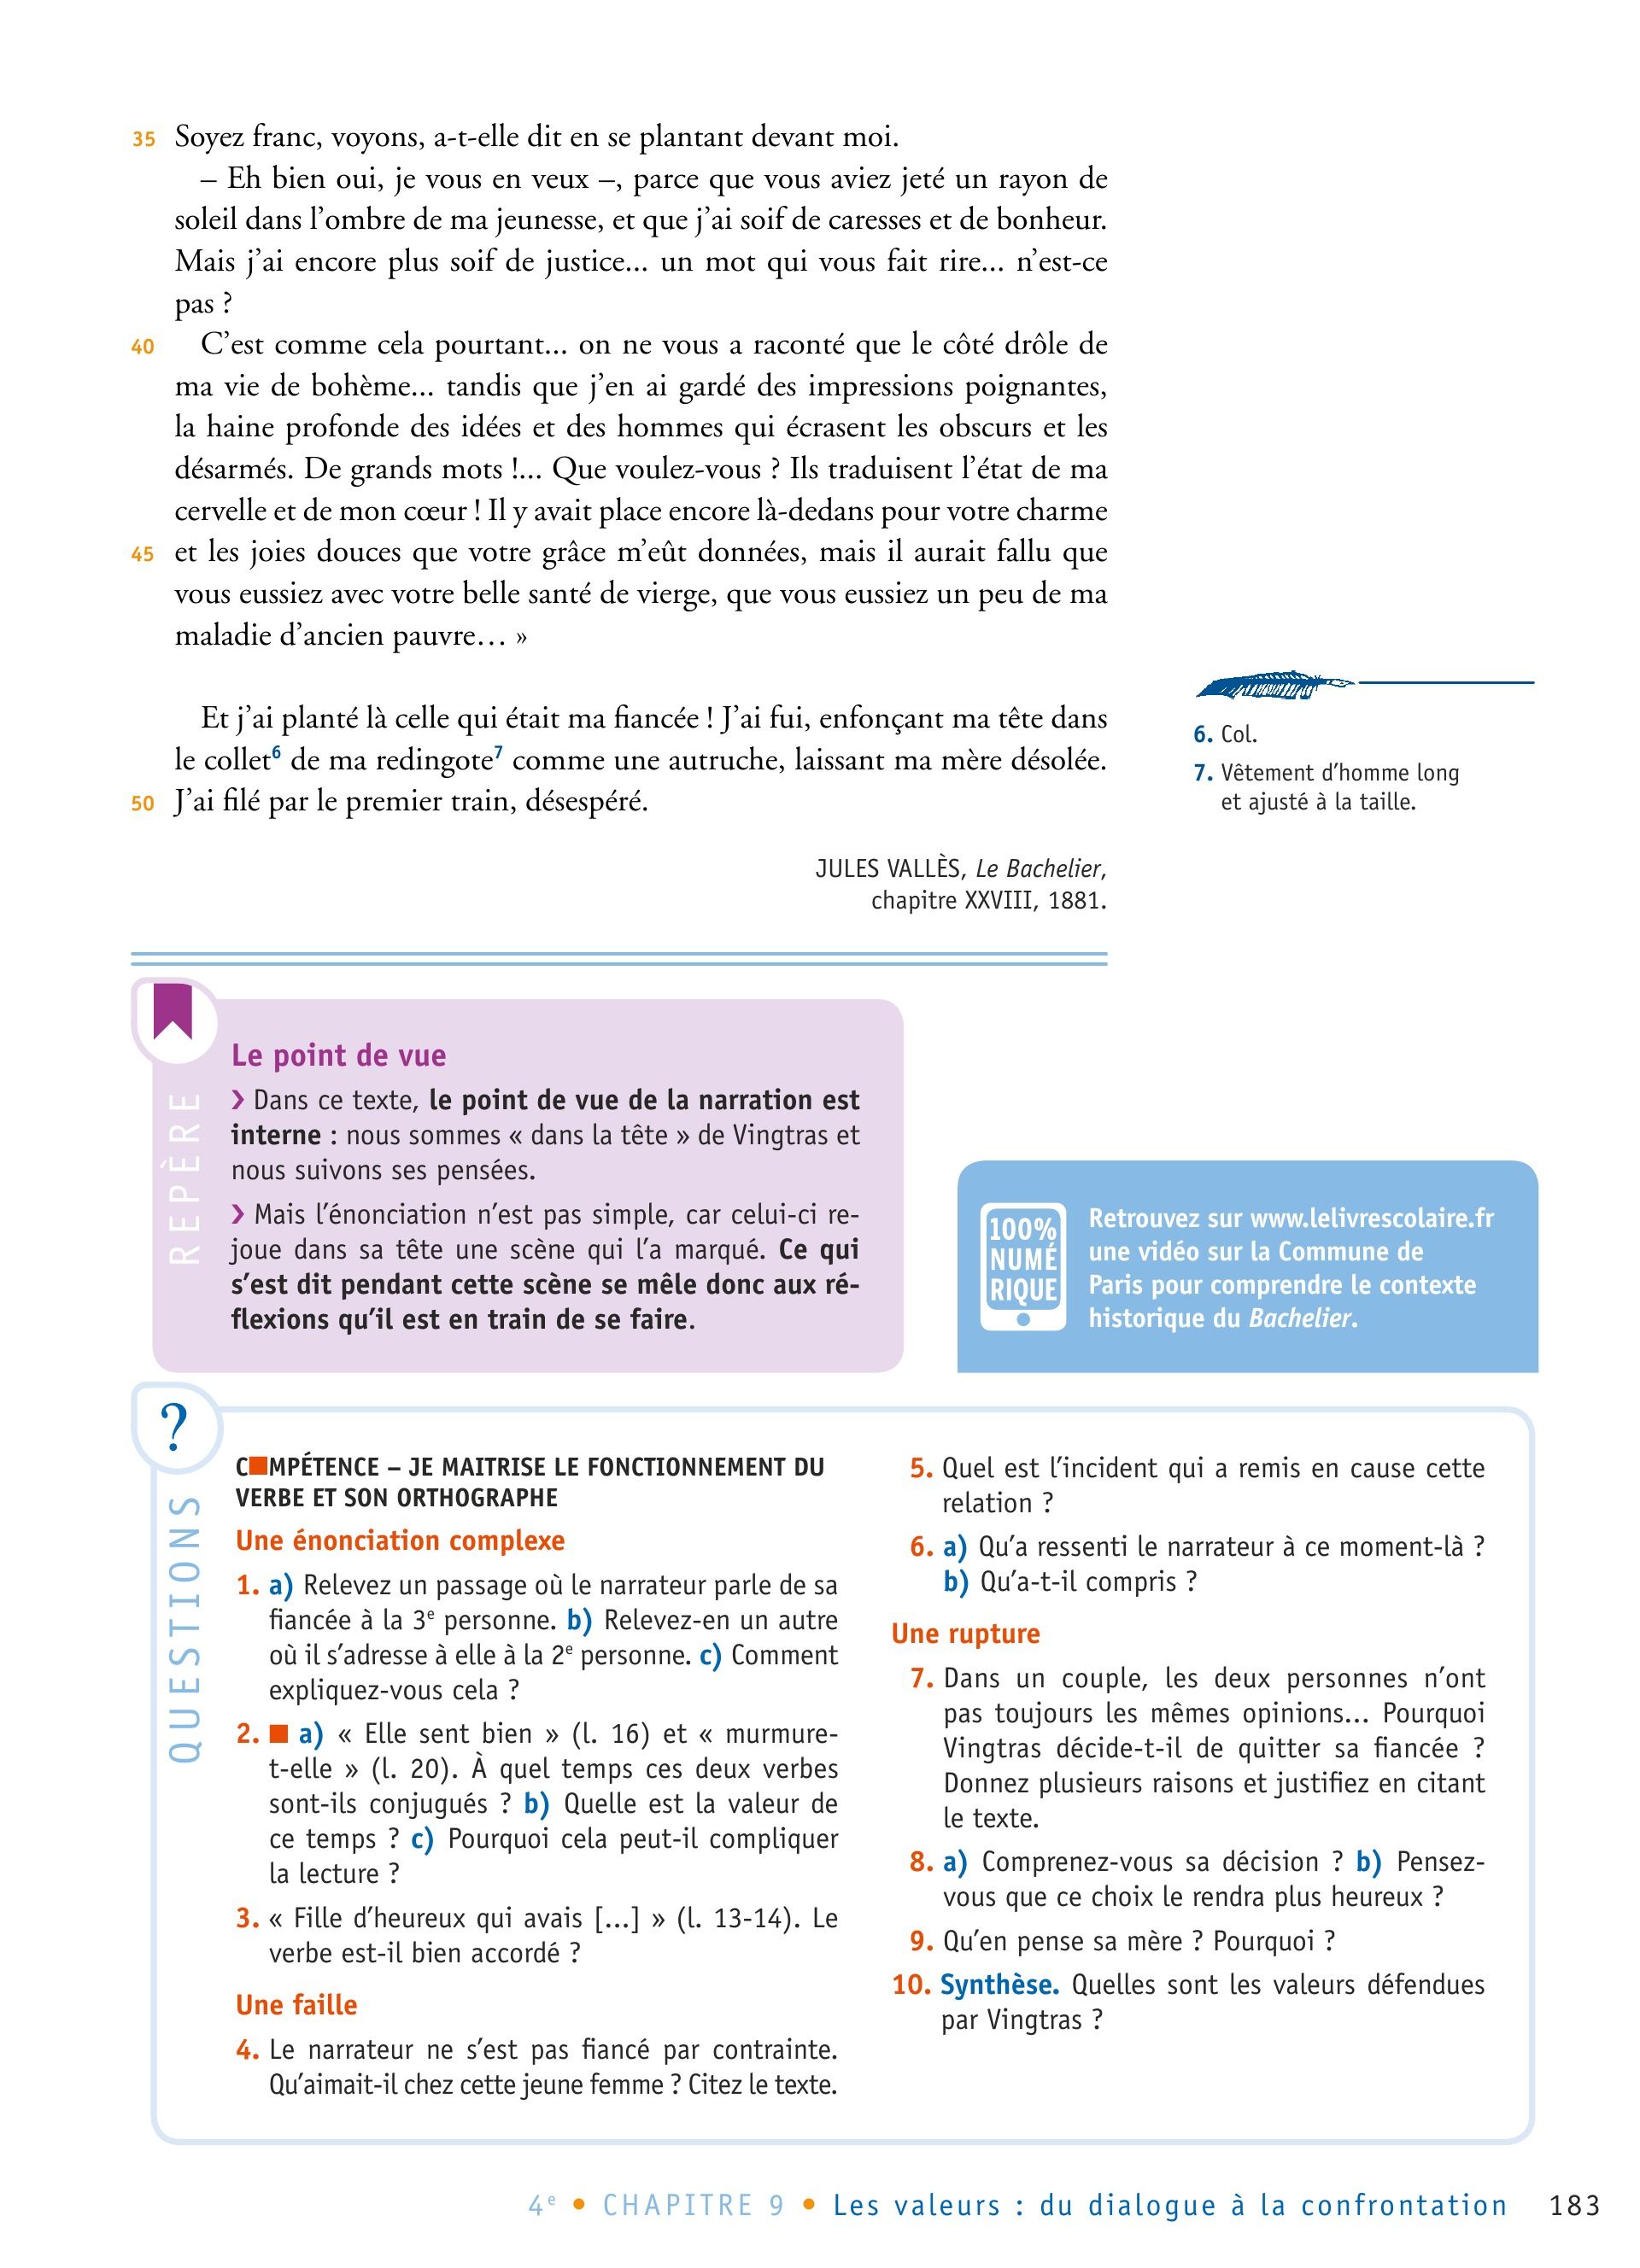 35 Soyez franc, voyons, a-t-elle dit en se plantant devant moi.
– Eh bien oui, je vous en veux –, parce que vous aviez jeté un rayon de
soleil dans l'ombre de ma jeunesse, et que j'ai soif de caresses et de bonheur.
Mais j'ai encore plus soif de justice... un mot qui vous fait rire... n'est-ce
pas ?
40 C'est comme cela pourtant... on ne vous a raconté que le côté drôle de
ma vie de bohème... tandis que j'en ai gardé des impressions poignantes,
la haine profonde des idées et des hommes qui écrasent les obscurs et les
désarmés. De grands mots !... Que voulez-vous ? Ils traduisent l'état de ma
cervelle et de mon cœur ! Il y avait place encore là-dedans pour votre charme
45 et les joies douces que votre grâce m'eût données, mais il aurait fallu que
vous eussiez avec votre belle santé de vierge, que vous eussiez un peu de ma
maladie d'ancien pauvre… »
Et j'ai planté là celle qui était ma fiancée ! J'ai fui, enfonçant ma tête dans
le collet6 de ma redingote7 comme une autruche, laissant ma mère désolée.
50 J'ai filé par le premier train, désespéré.
JULES VALLÈS, Le Bachelier,
chapitre XXVIII, 1881.
6. Col.
7. Vêtement d'homme long
et ajusté à la taille.
REPÈRE
Le point de vue
› Dans ce texte, le point de vue de la narration est
interne : nous sommes « dans la tête » de Vingtras et
nous suivons ses pensées.
› Mais l'énonciation n'est pas simple, car celui-ci re-
joue dans sa tête une scène qui l'a marqué. Ce qui
s'est dit pendant cette scène se mêle donc aux ré-
flexions qu'il est en train de se faire.
100%
NUMÉ
RIQUE
Retrouvez sur www.lelivrescolaire.fr
une vidéo sur la Commune de
Paris pour comprendre le contexte
historique du Bachelier.
?
QUESTIONS
C■MPÉTENCE – JE MAITRISE LE FONCTIONNEMENT DU
VERBE ET SON ORTHOGRAPHE
Une énonciation complexe
1. a) Relevez un passage où le narrateur parle de sa
fiancée à la 3e personne. b) Relevez-en un autre
où il s'adresse à elle à la 2e personne. c) Comment
expliquez-vous cela ?
2. ■ a) « Elle sent bien » (l. 16) et « murmure-
t-elle » (l. 20). À quel temps ces deux verbes
sont-ils conjugués ? b) Quelle est la valeur de
ce temps ? c) Pourquoi cela peut-il compliquer
la lecture ?
3. « Fille d'heureux qui avais [...] » (l. 13-14). Le
verbe est-il bien accordé ?
Une faille
4. Le narrateur ne s'est pas fiancé par contrainte.
Qu'aimait-il chez cette jeune femme ? Citez le texte.
5. Quel est l'incident qui a remis en cause cette
relation ?
6. a) Qu'a ressenti le narrateur à ce moment-là ?
b) Qu'a-t-il compris ?
Une rupture
7. Dans un couple, les deux personnes n'ont
pas toujours les mêmes opinions... Pourquoi
Vingtras décide-t-il de quitter sa fiancée ?
Donnez plusieurs raisons et justifiez en citant
le texte.
8. a) Comprenez-vous sa décision ? b) Pensez-
vous que ce choix le rendra plus heureux ?
9. Qu'en pense sa mère ? Pourquoi ?
10. Synthèse. Quelles sont les valeurs défendues
par Vingtras ?
4e • CHAPITRE 9 • Les valeurs : du dialogue à la confrontation 183